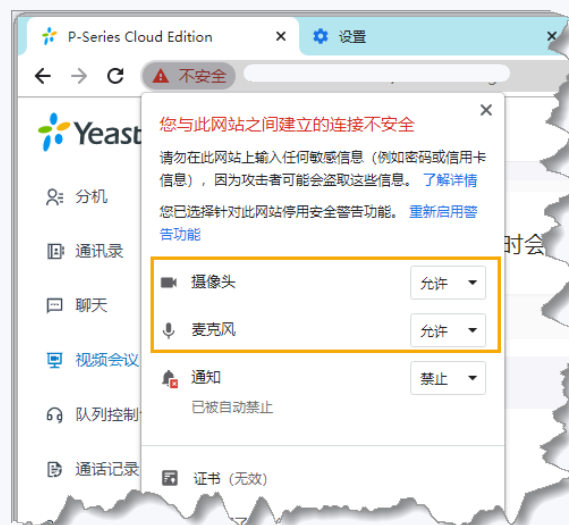 P-Series Cloud Edition
设置
不安全
Yeast
您与此网站之间建立的连接不安全
请勿在此网站上输入任何敏感信息（例如密码或信用卡
信息），因为攻击者可能会盗取这些信息。 了解详情
您已选择针对此网站停用安全警告功能。 重新启用警
告功能
时会
分机
通讯录
聊天
视频会议
队列控制
通话记录
摄像头 允许
麦克风 允许
通知 禁止
已被自动禁止
证书 (无效)